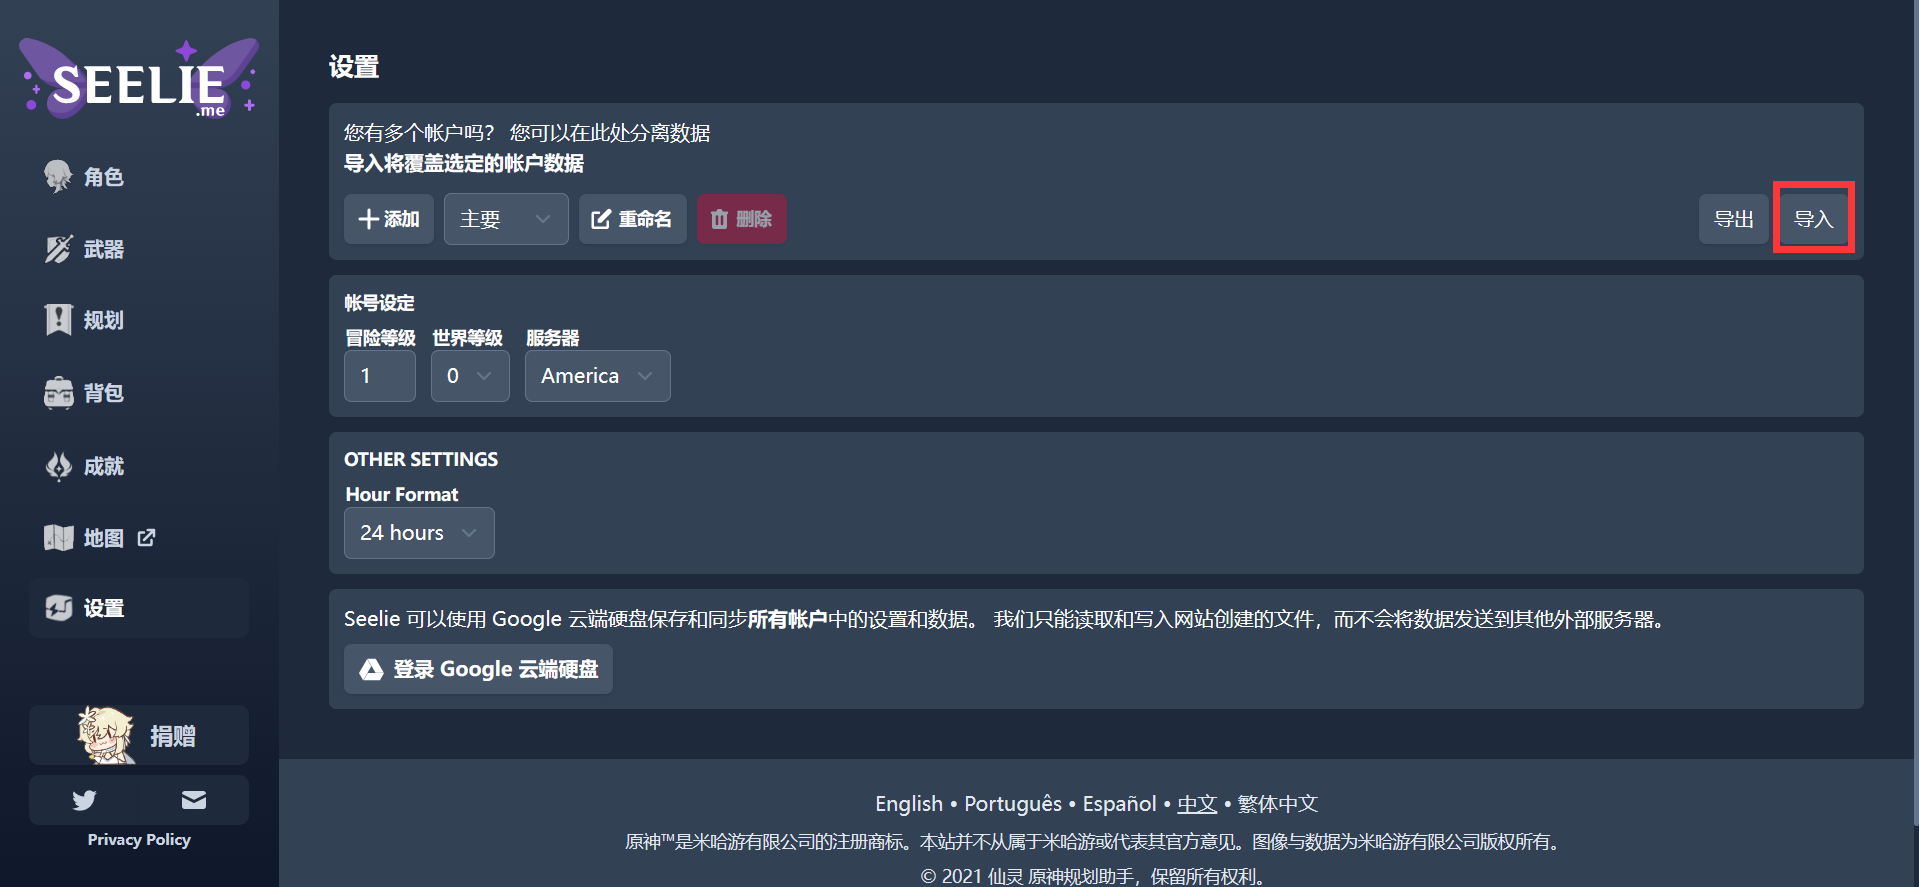 SEELIE
.me
角色
武器
规划
背包
成就
地图
设置
捐赠
Privacy Policy
设置
您有多个帐户吗? 您可以在此处分离数据
导入将覆盖选定的帐户数据
添加 主要 重命名 删除 导出 导入
帐号设定
冒险等级 世界等级 服务器
1 0 America
OTHER SETTINGS
Hour Format
24 hours
Seelie 可以使用 Google 云端硬盘保存和同步所有帐户中的设置和数据。 我们只能读取和写入网站创建的文件，而不会将数据发送到其他外部服务器。
登录 Google 云端硬盘
English • Português • Español • 中文 • 繁体中文
原神™是米哈游有限公司的注册商标。本站并不从属于米哈游或代表其官方意见。图像与数据为米哈游有限公司版权所有。
© 2021 仙灵 原神规划助手，保留所有权利。